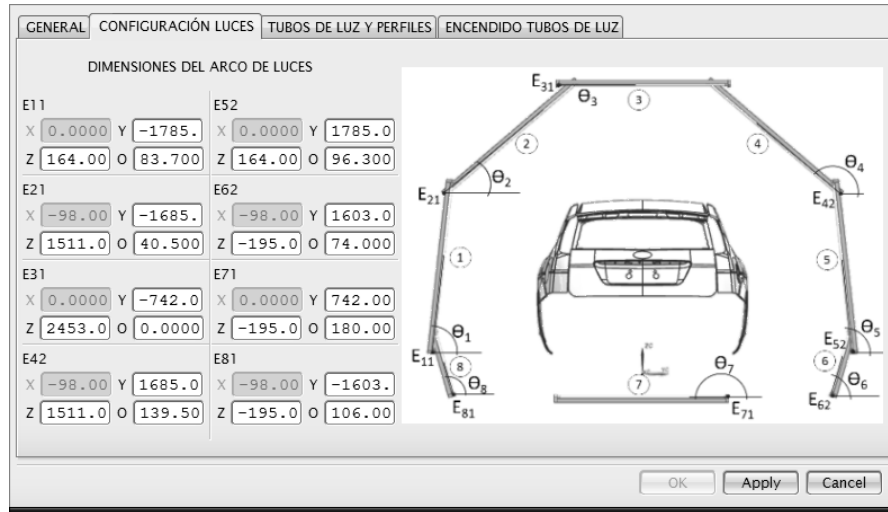 GENERAL CONFIGURACIÓN LUCES TUBOS DE LUZ Y PERFILES ENCENDIDO TUBOS DE LUZ
DIMENSIONES DEL ARCO DE LUCES
E11 E52
X 0.0000 Y -1785. X 0.0000 Y 1785.0
Z 164.00 O 83.700 Z 164.00 O 96.300
E21 E62
X -98.00 Y -1685. X -98.00 Y 1603.0
Z 1511.0 O 40.500 Z -195.0 O 74.000
E31 E71
X 0.0000 Y -742.0 X 0.0000 Y 742.00
Z 2453.0 O 0.0000 Z -195.0 O 180.00
E42 E81
X -98.00 Y 1685.0 X -98.00 Y -1603.
Z 1511.0 O 139.50 Z -195.0 O 106.00
E31 Θ3 3
2 4
E21 Θ2 Θ4 E42
1 5
E11 Θ1 E52 Θ5
8 Θ8 7 Θ7 6 Θ6
E81 E71 E62
OK Apply Cancel